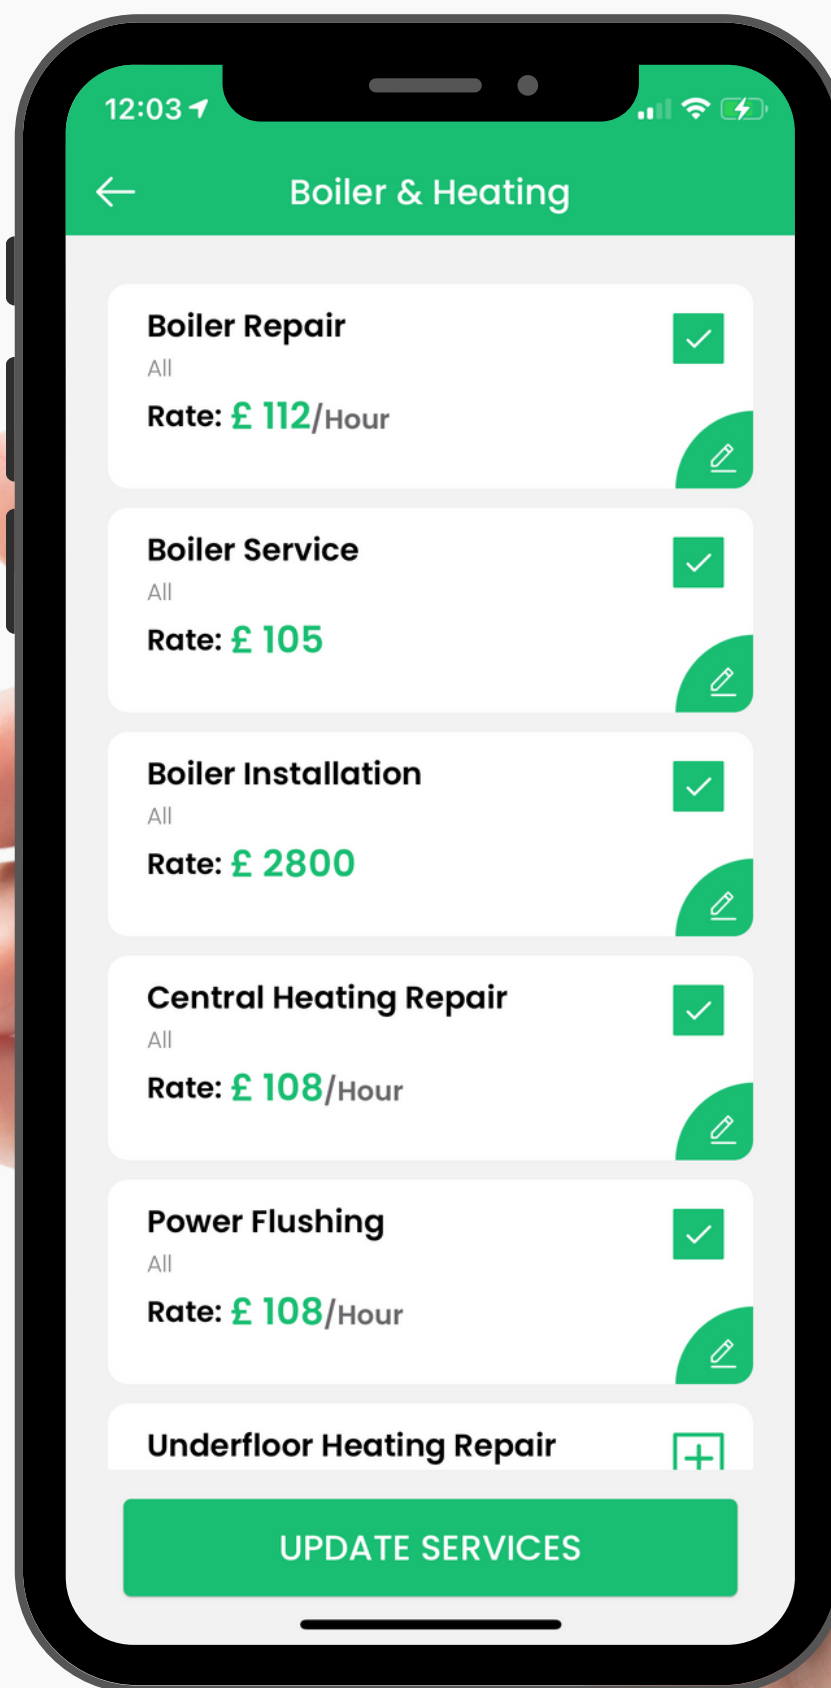 12:03
Boiler & Heating
Boiler Repair
All
Rate: £ 112/Hour
Boiler Service
All
Rate: £ 105
Boiler Installation
All
Rate: £ 2800
Central Heating Repair
All
Rate: £ 108/Hour
Power Flushing
All
Rate: £ 108/Hour
Underfloor Heating Repair
UPDATE SERVICES